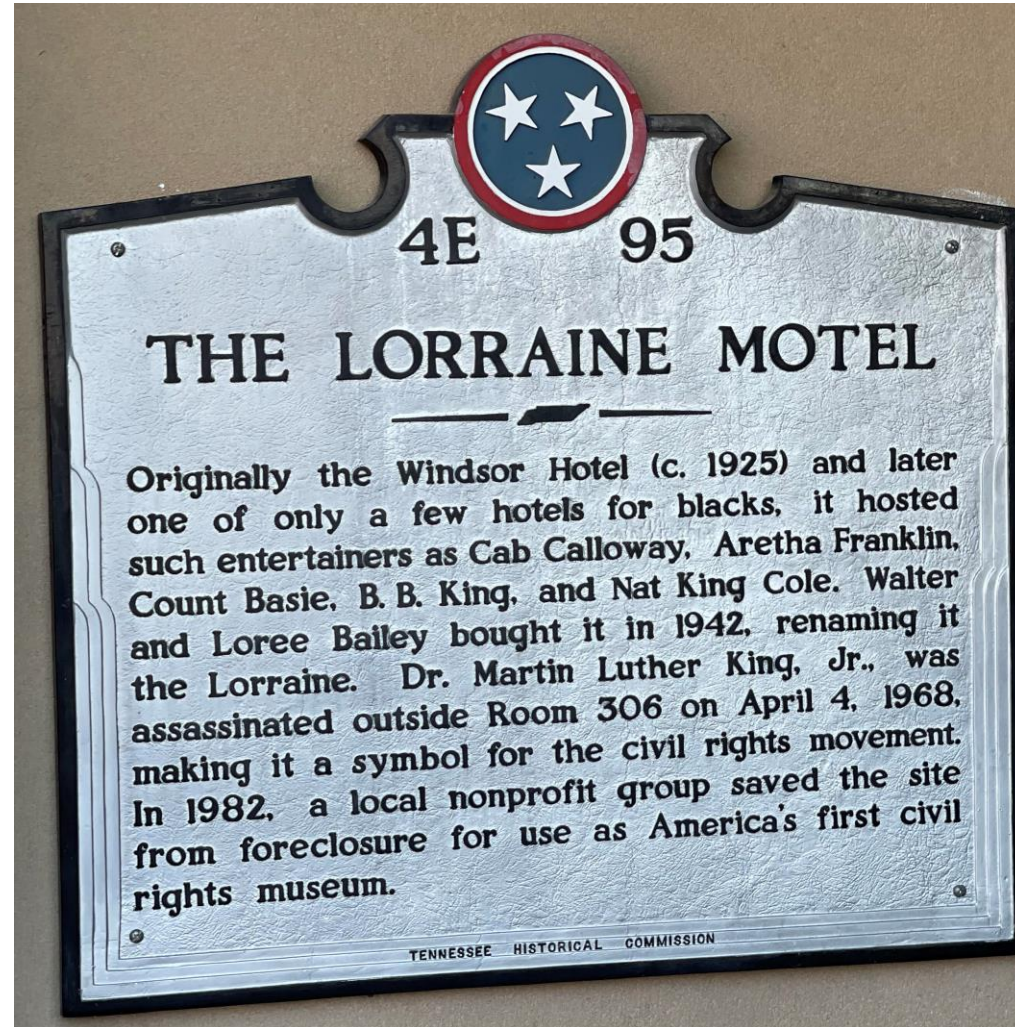 4E 95
THE LORRAINE MOTEL
Originally the Windsor Hotel (c. 1925) and later
one of only a few hotels for blacks, it hosted
such entertainers as Cab Calloway, Aretha Franklin,
Count Basie, B. B. King, and Nat King Cole. Walter
and Loree Bailey bought it in 1942, renaming it
the Lorraine. Dr. Martin Luther King, Jr., was
assassinated outside Room 306 on April 4, 1968,
making it a symbol for the civil rights movement.
In 1982, a local nonprofit group saved the site
from foreclosure for use as America's first civil
rights museum.
TENNESSEE HISTORICAL COMMISSION